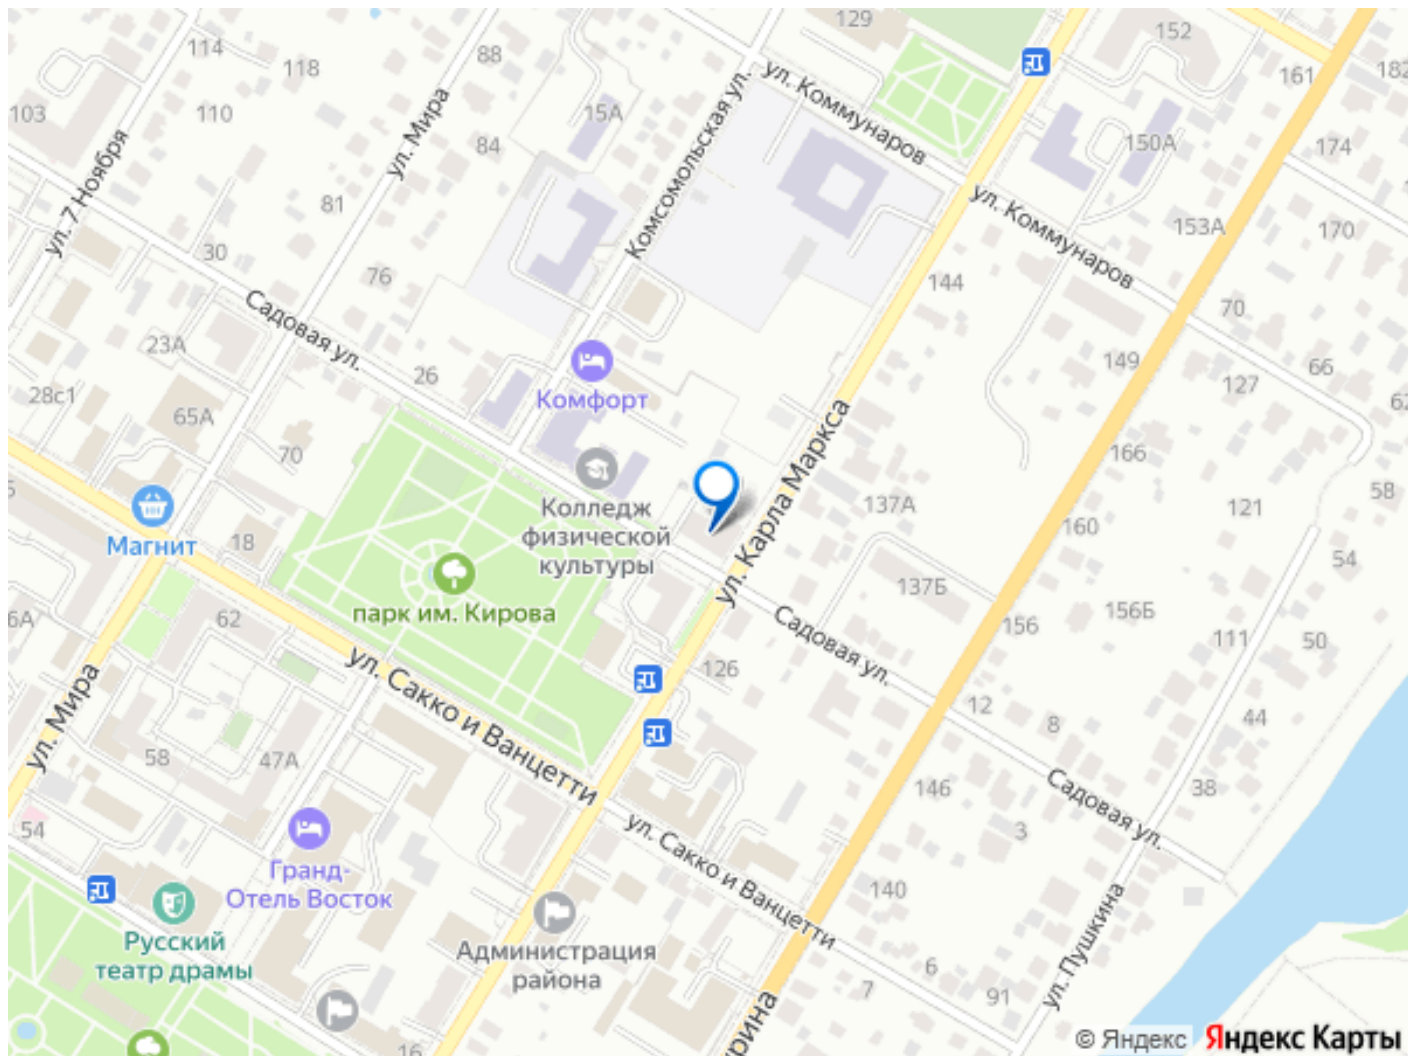 129
152
114
88
118
161
182
ул. Коммунаров
103
110
15А
Комсомольская ул.
ул. Мира
84
150А
174
ул. 7 Ноября
81
ул. Коммунаров
153А
170
30
76
144
Садовая ул.
70
23А
149
66
26
127
28с1
Комфорт
65А
62
ул. Карла Маркса
70
166
58
Колледж
физической
культуры
137А
121
160
Магнит
18
54
парк им. Кирова
137Б
62
156
156Б
Садовая ул.
111
50
6А
126
ул. Сакко и Ванцетти
ул. Мира
12
8
44
58
47А
146
38
Садовая ул.
54
3
ул. Сакко и Ванцетти
Гранд-
Отель Восток
140
ул. Пушкина
Русский
театр драмы
Администрация
района
6
7
91
рина
16
© Яндекс
Яндекс Карты